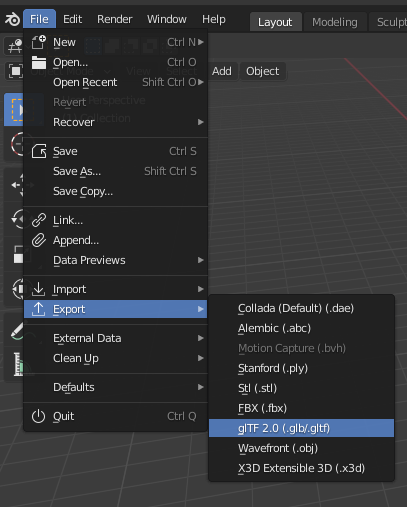 File Edit Render Window Help Layout Modeling Sculpt
New Ctrl N
Open... Ctrl O
Add Object
Open Recent Shift Ctrl O
Revert
Perspective
Recover
Save Ctrl S
Save As... Shift Ctrl S
Save Copy...
Link...
Append...
Data Previews
Import
Export
Collada (Default) (.dae)
Alembic (.abc)
External Data
Motion Capture (.bvh)
Clean Up
Stanford (.ply)
Stl (.stl)
Defaults
FBX (.fbx)
Quit Ctrl Q
glTF 2.0 (.glb/.gltf)
Wavefront (.obj)
X3D Extensible 3D (.x3d)